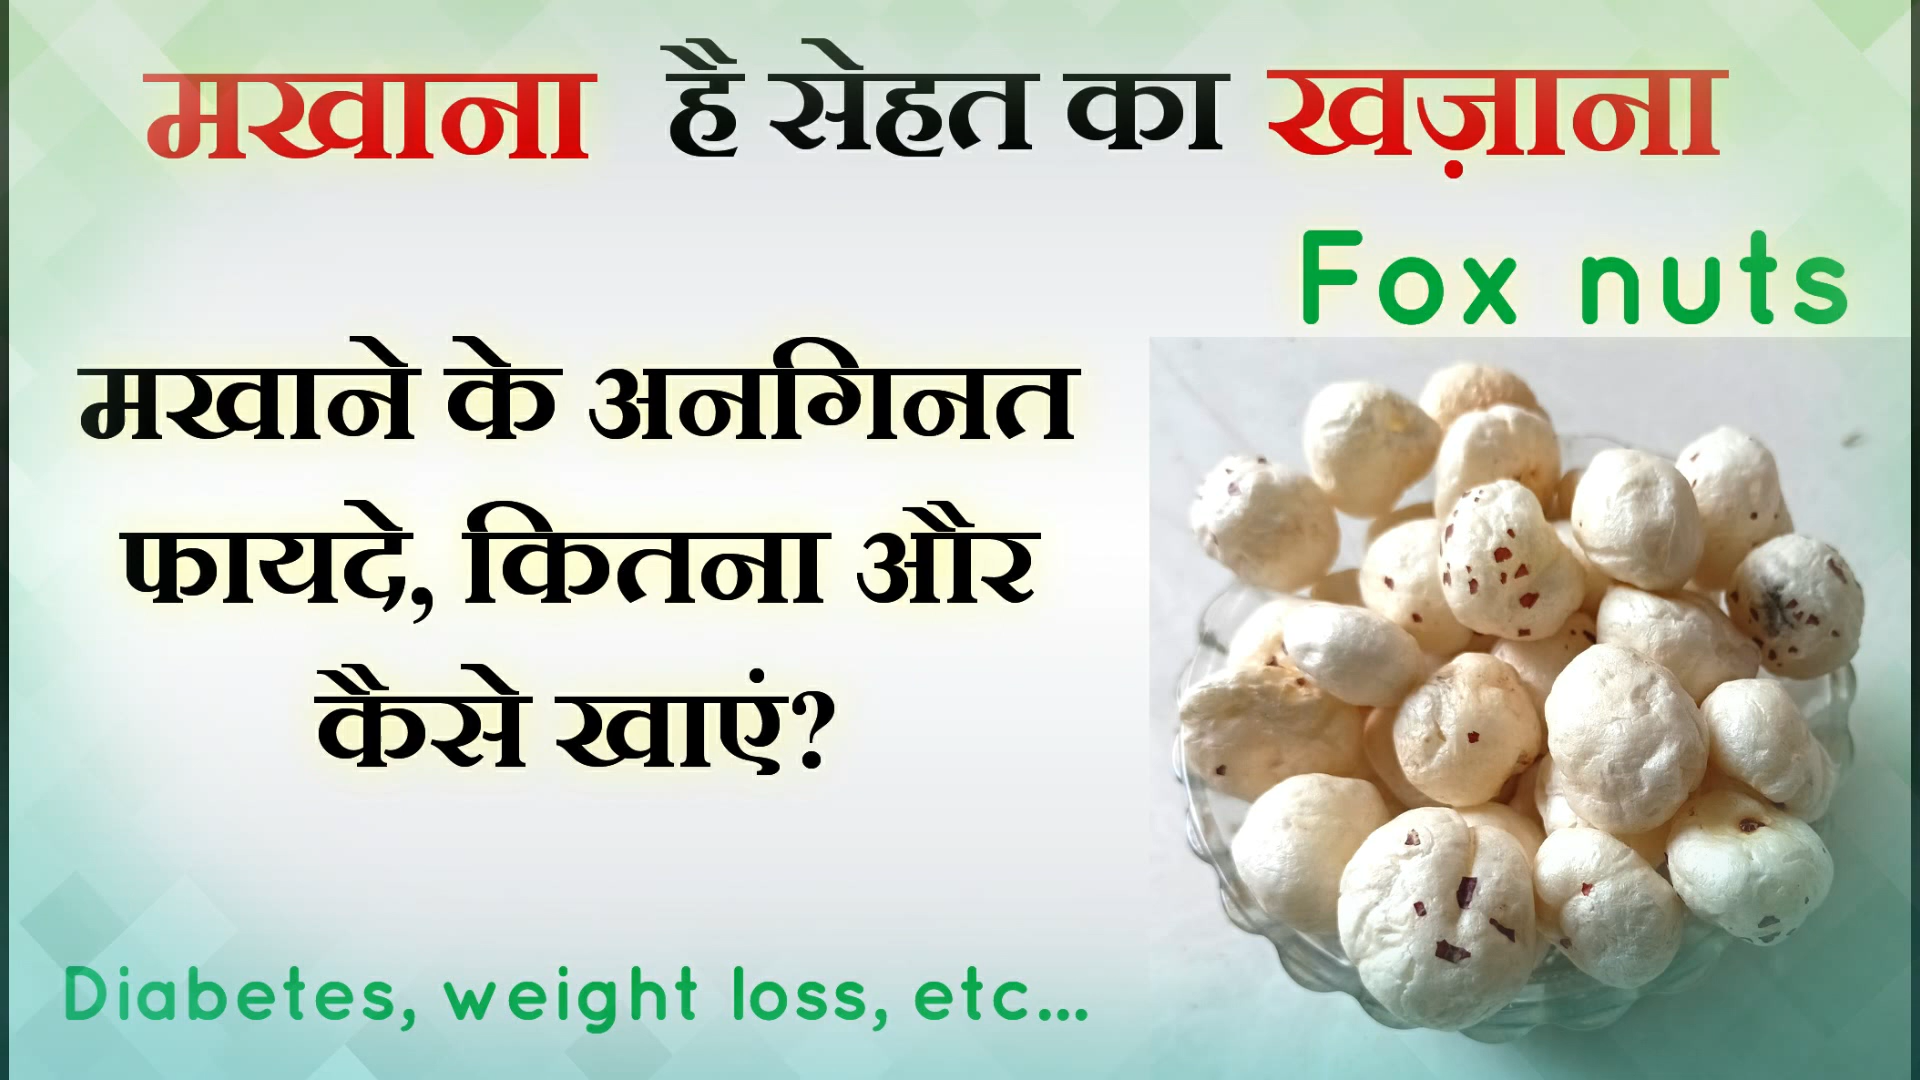 मखाना है सेहत का खज़ाना
Fox nuts
मखाने के अनगिनत
फायदे, कितना और
कैसे खाएं?
Diabetes, weight loss, etc...